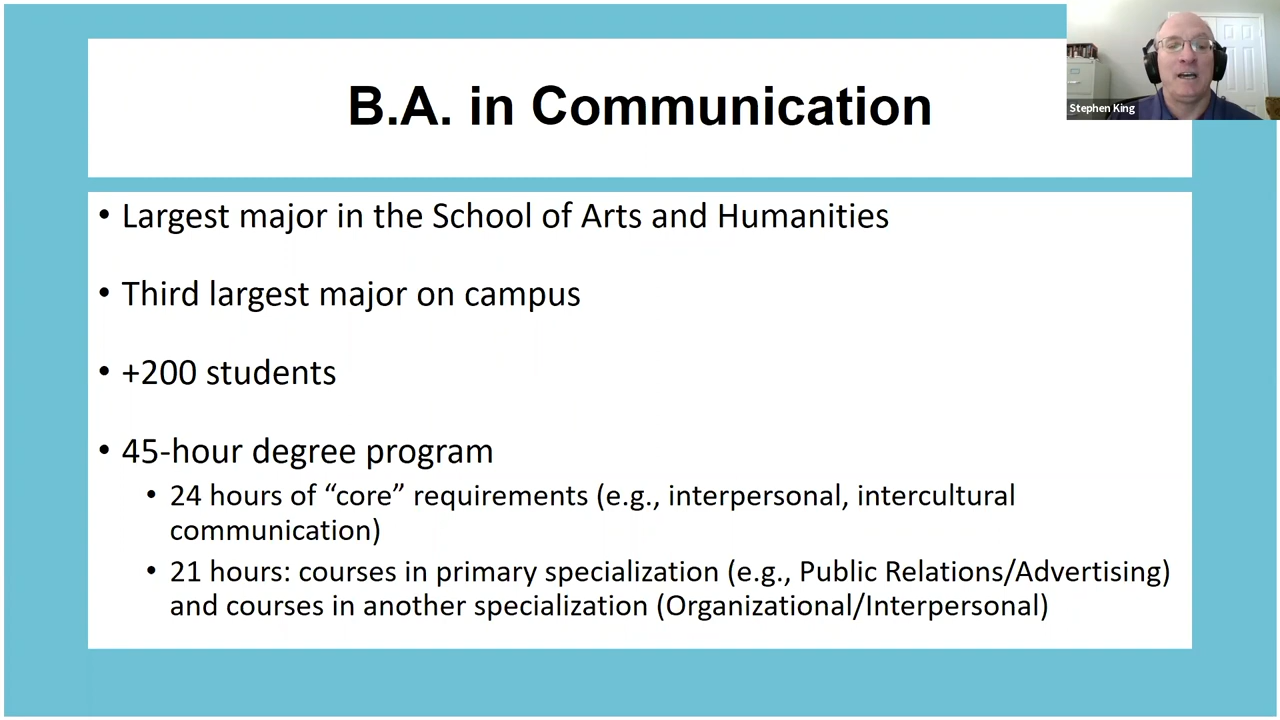 B.A. in Communication
Stephen King
• Largest major in the School of Arts and Humanities
• Third largest major on campus
• +200 students
• 45-hour degree program
• 24 hours of “core” requirements (e.g., interpersonal, intercultural
communication)
• 21 hours: courses in primary specialization (e.g., Public Relations/Advertising)
and courses in another specialization (Organizational/Interpersonal)